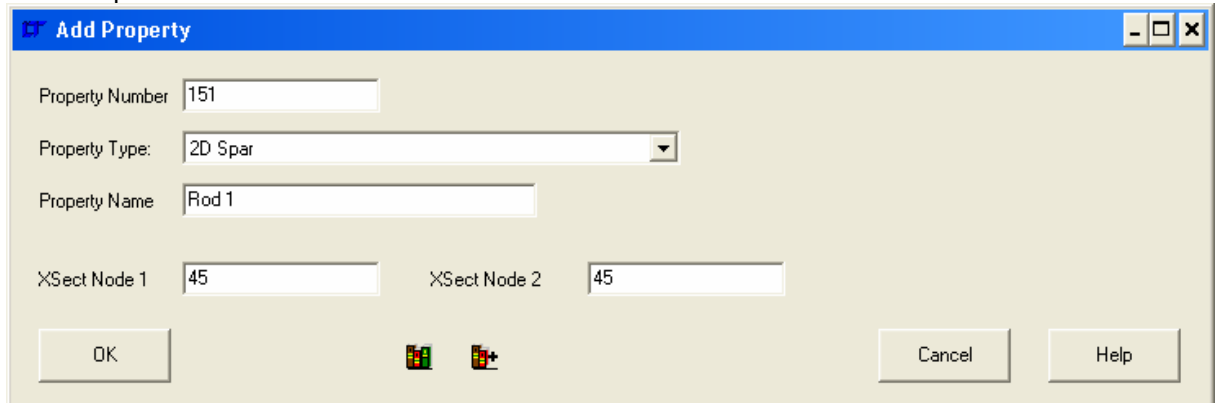 Add Property
Property Number 151
Property Type: 2D Spar
Property Name Rod 1
XSect Node 1 45 XSect Node 2 45
OK Cancel Help